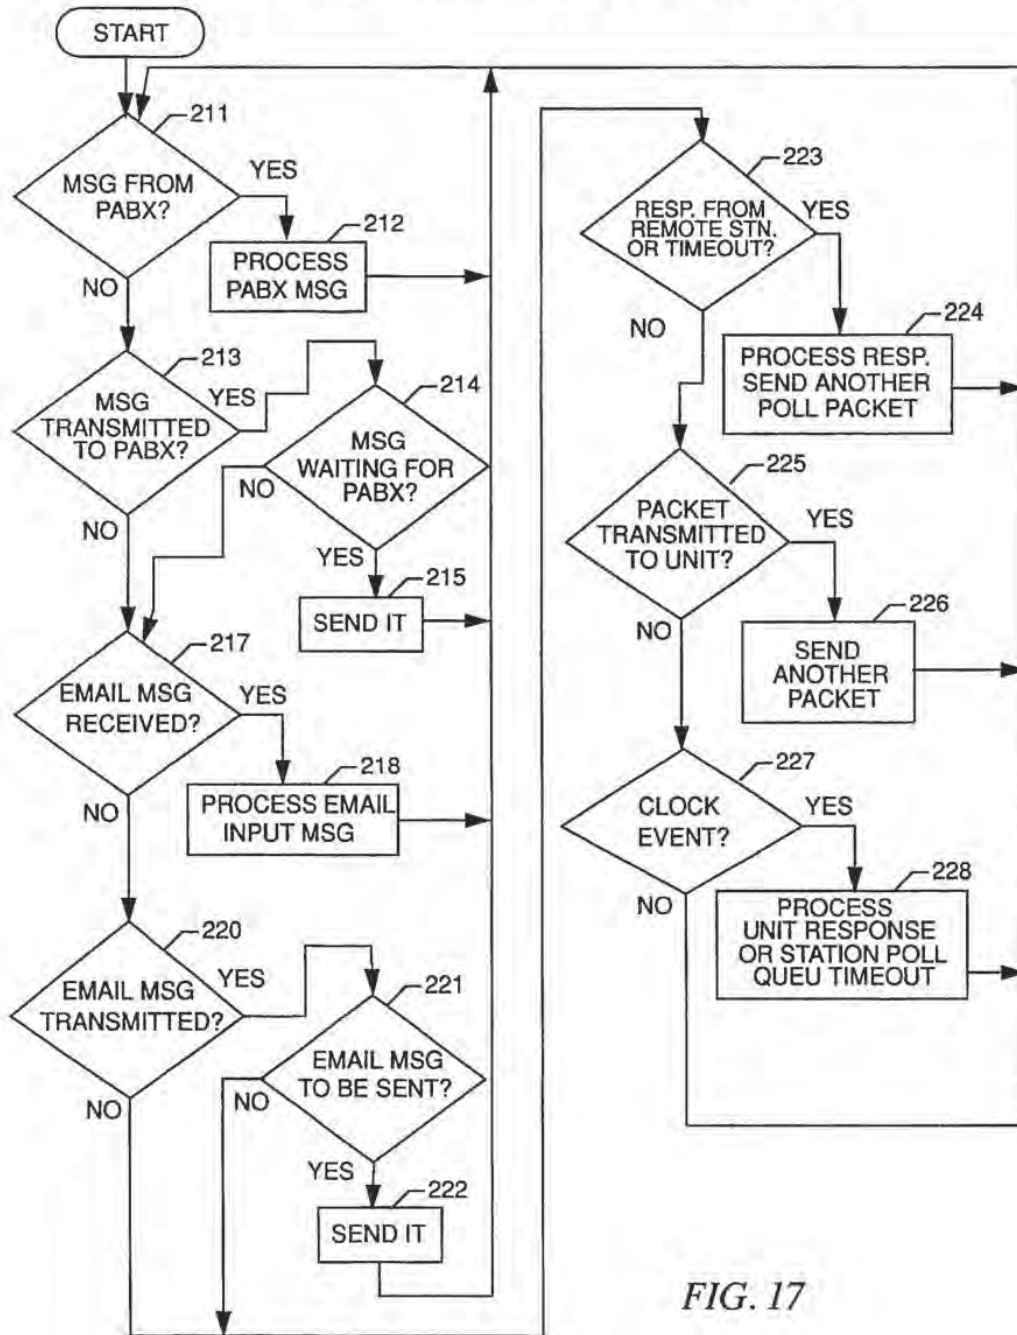 START
211
MSG FROM
PABX?
YES
NO
212
PROCESS
PABX MSG
213
MSG
TRANSMITTED
TO PABX?
YES
NO
214
MSG
WAITING FOR
PABX?
NO
YES
215
SEND IT
217
EMAIL MSG
RECEIVED?
YES
NO
218
PROCESS EMAIL
INPUT MSG
220
EMAIL MSG
TRANSMITTED?
YES
NO
221
EMAIL MSG
TO BE SENT?
NO
YES
222
SEND IT
223
RESP. FROM
REMOTE STN.
OR TIMEOUT?
YES
NO
224
PROCESS RESP.
SEND ANOTHER
POLL PACKET
225
PACKET
TRANSMITTED
TO UNIT?
YES
NO
226
SEND
ANOTHER
PACKET
227
CLOCK
EVENT?
YES
NO
228
PROCESS
UNIT RESPONSE
OR STATION POLL
QUEU TIMEOUT
FIG. 17